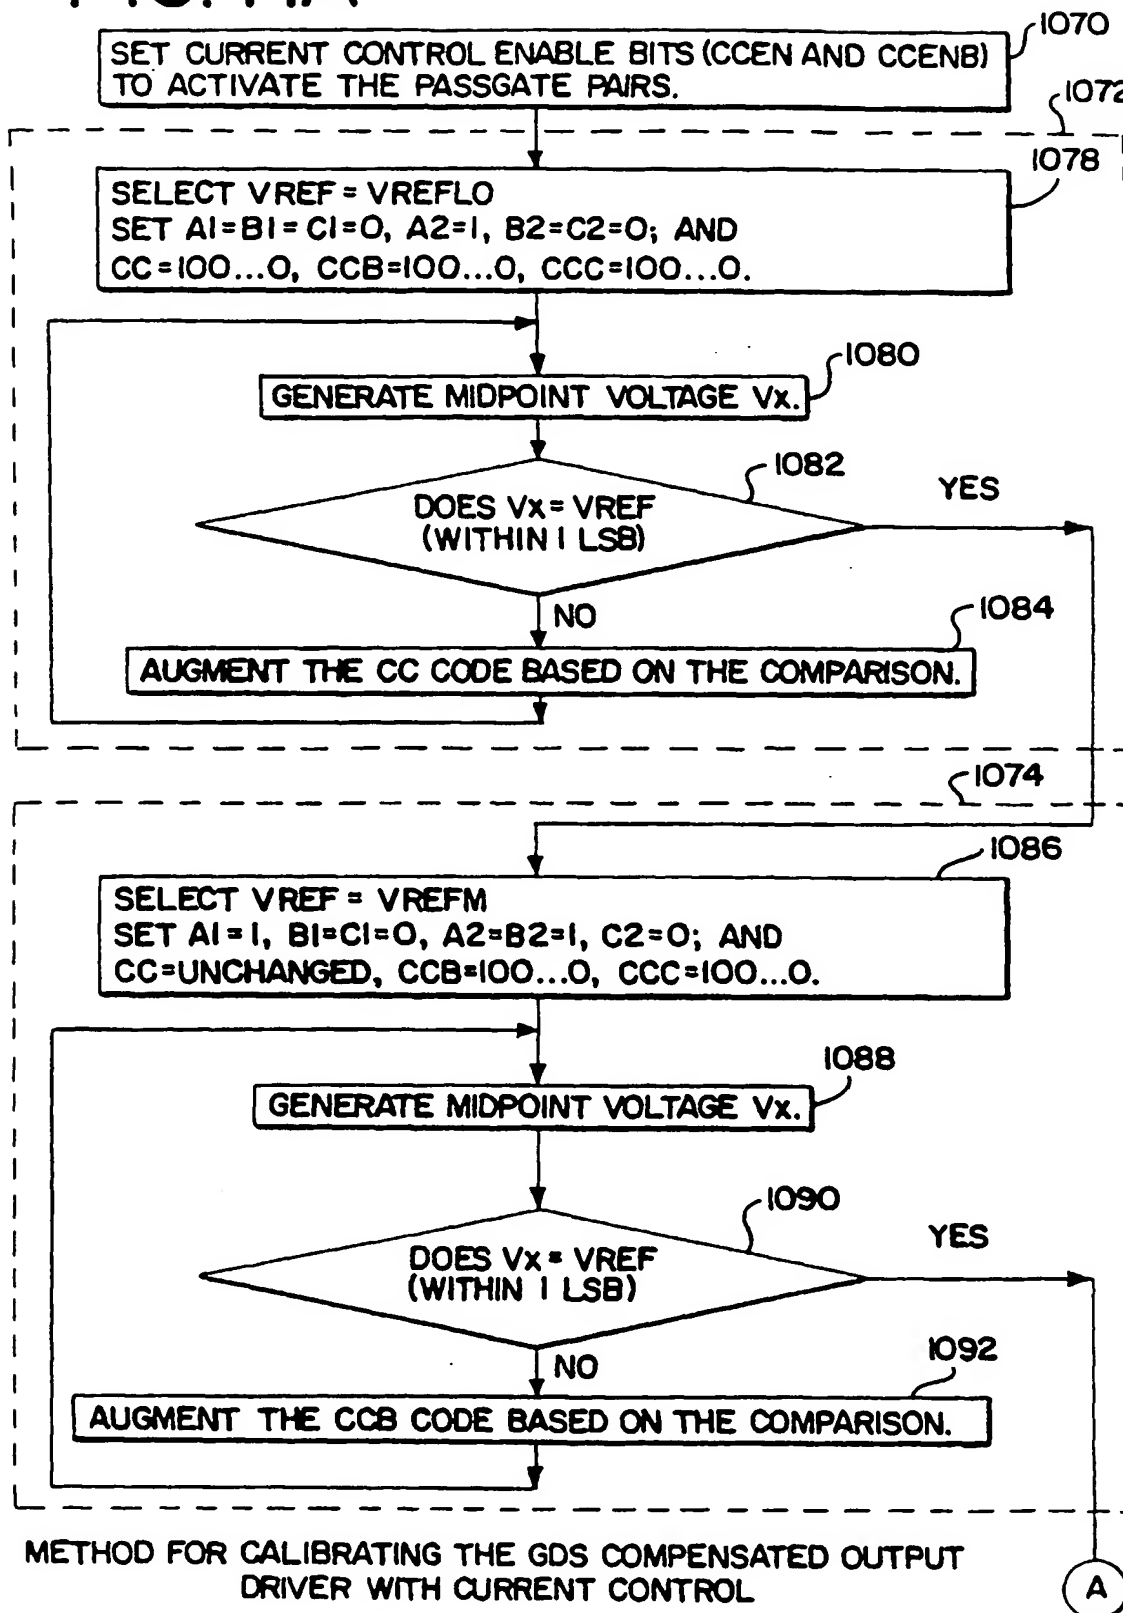 1070
SET CURRENT CONTROL ENABLE BITS (CCEN AND CCENB)
TO ACTIVATE THE PASSGATE PAIRS.
1072
1078
SELECT VREF = VREFLO
SET A1=B1=C1=0, A2=1, B2=C2=0; AND
CC=100...0, CCB=100...0, CCC=100...0.
1080
GENERATE MIDPOINT VOLTAGE Vx.
1082
YES
DOES Vx = VREF
(WITHIN 1 LSB)
NO
1084
AUGMENT THE CC CODE BASED ON THE COMPARISON.
1074
1086
SELECT VREF = VREFM
SET A1=1, B1=C1=0, A2=B2=1, C2=0; AND
CC=UNCHANGED, CCB=100...0, CCC=100...0.
1088
GENERATE MIDPOINT VOLTAGE Vx.
1090
YES
DOES Vx = VREF
(WITHIN 1 LSB)
NO
1092
AUGMENT THE CCB CODE BASED ON THE COMPARISON.
METHOD FOR CALIBRATING THE GDS COMPENSATED OUTPUT
DRIVER WITH CURRENT CONTROL
A